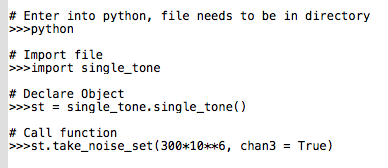 # Enter into python, file needs to be in directory
>>>python
# Import file
>>>import single_tone
# Declare Object
>>>st = single_tone.single_tone()
# Call function
>>>st.take_noise_set(300*10**6, chan3 = True)